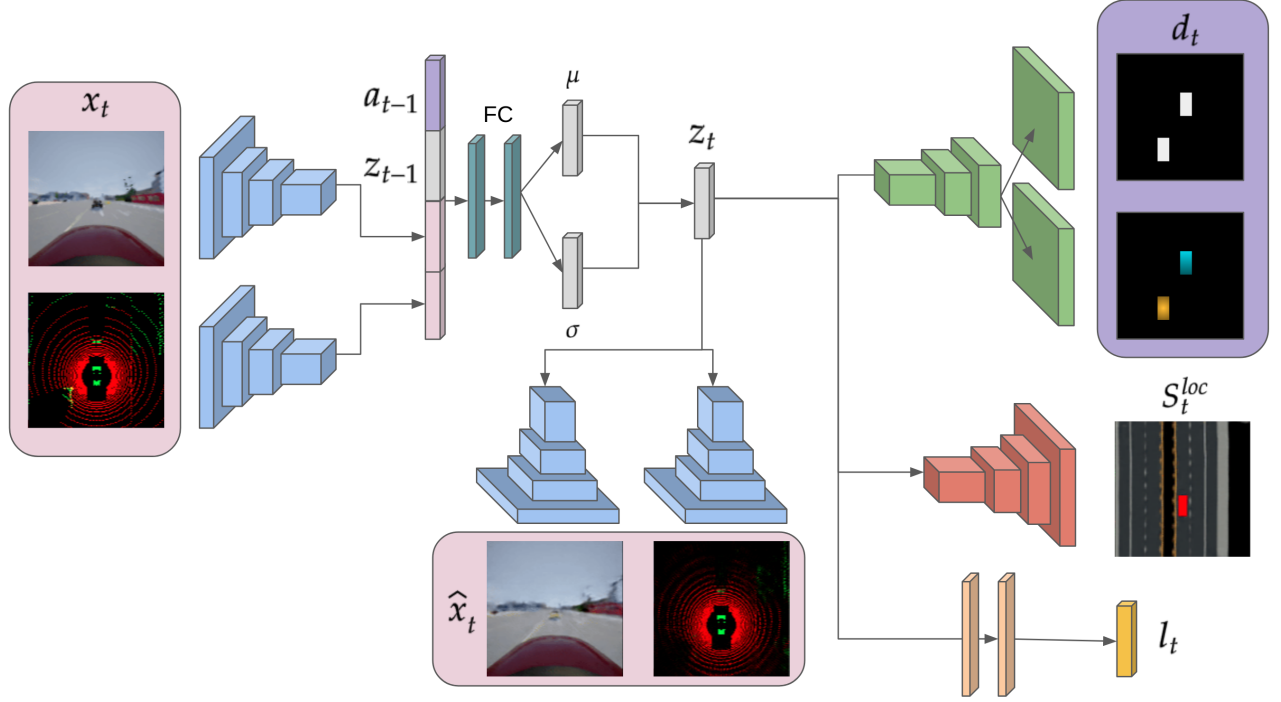 x_t
a_{t-1}
z_{t-1}
FC
μ
σ
z_t
x̂_t
d_t
S_t^{loc}
l_t